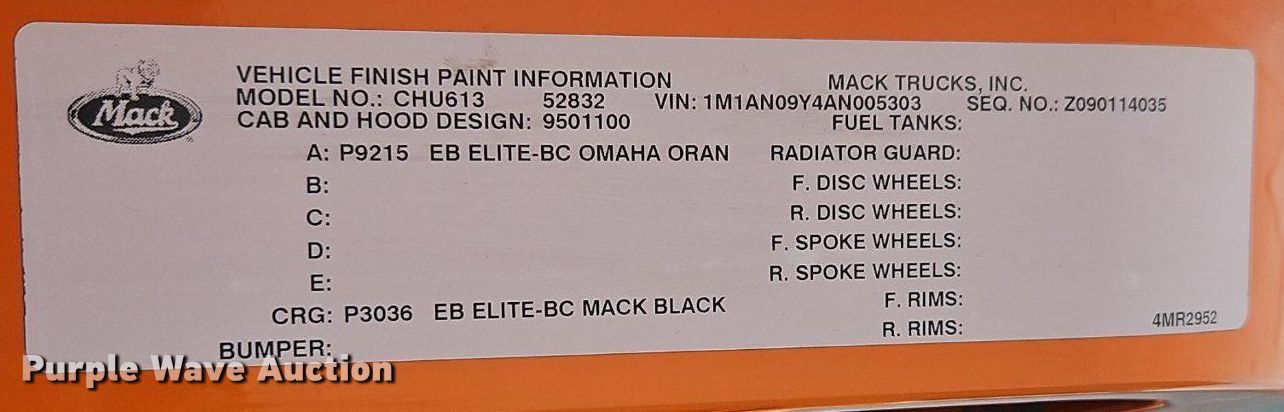 Mack
VEHICLE FINISH PAINT INFORMATION MACK TRUCKS, INC.
MODEL NO.: CHU613 52832 VIN: 1M1AN09Y4AN005303 SEQ. NO.: Z090114035
CAB AND HOOD DESIGN: 9501100 FUEL TANKS:
A: P9215 EB ELITE-BC OMAHA ORAN RADIATOR GUARD:
B: F. DISC WHEELS:
C: R. DISC WHEELS:
D: F. SPOKE WHEELS:
E: R. SPOKE WHEELS:
CRG: P3036 EB ELITE-BC MACK BLACK F. RIMS:
BUMPER: R. RIMS:
4MR2952
Purple Wave Auction